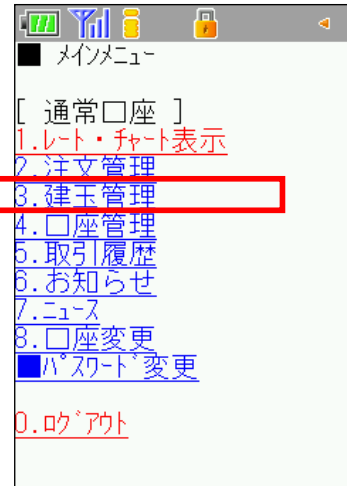 ■ ﾒｲﾝﾒﾆｭｰ
[ 通常口座 ]
1.ﾚｰﾄ・ﾁｬｰﾄ表示
2.注文管理
3.建玉管理
4.口座管理
5.取引履歴
6.お知らせ
7.ﾆｭｰｽ
8.口座変更
■ﾊﾟｽﾜｰﾄﾞ変更
0.ﾛｸﾞｱｳﾄ